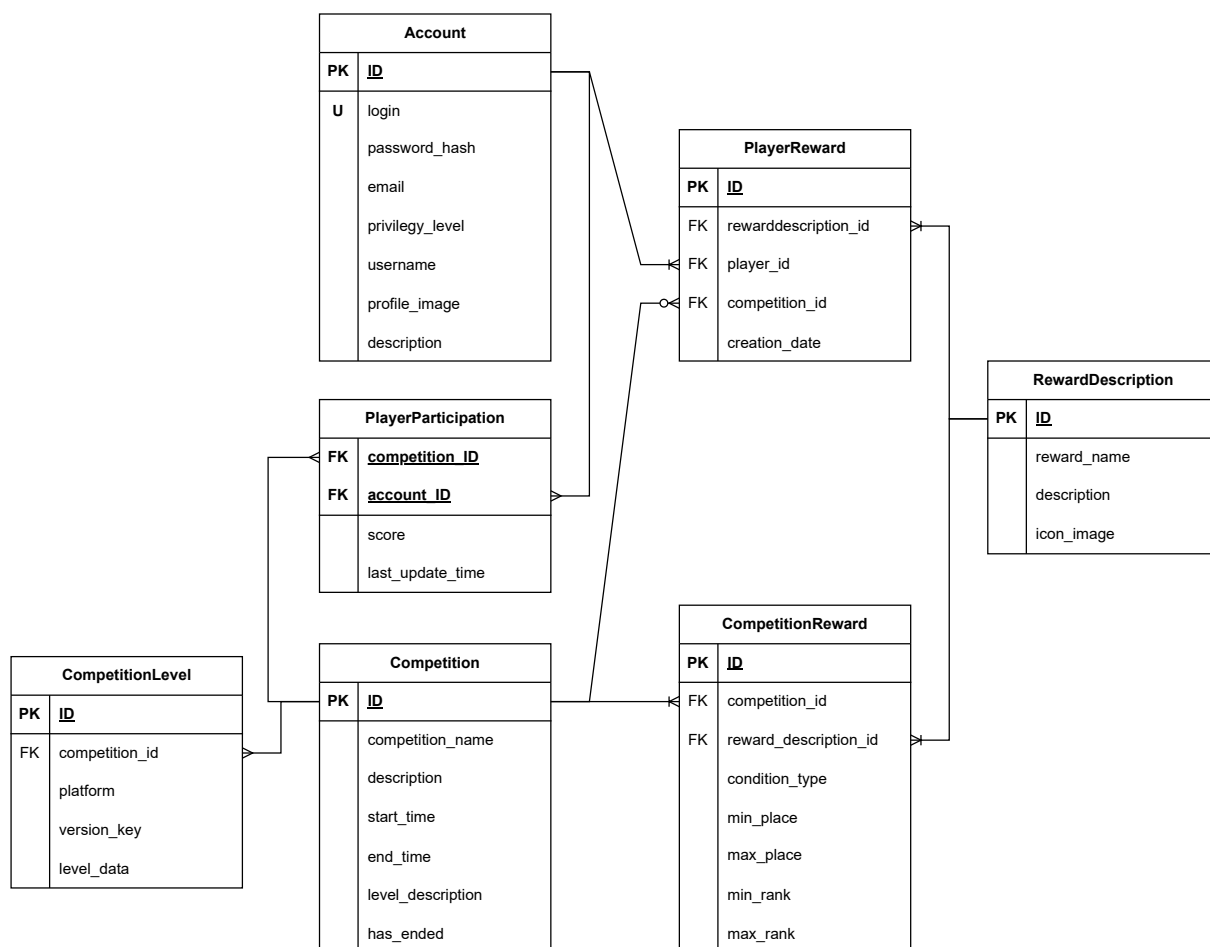 Account
PK ID
U login
password_hash
email
privilegy_level
username
profile_image
description
PlayerReward
PK ID
FK rewarddescription_id
FK player_id
FK competition_id
creation_date
RewardDescription
PK ID
reward_name
description
icon_image
PlayerParticipation
FK competition_ID
FK account_ID
score
last_update_time
CompetitionLevel
PK ID
FK competition_id
platform
version_key
level_data
Competition
PK ID
competition_name
description
start_time
end_time
level_description
has_ended
CompetitionReward
PK ID
FK competition_id
FK reward_description_id
condition_type
min_place
max_place
min_rank
max_rank